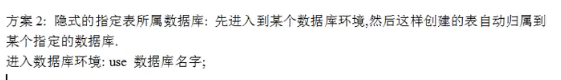 方案 2: 隐式的指定表所属数据库: 先进入到某个数据库环境,然后这样创建的表自动归属到
某个指定的数据库.
进入数据库环境: use 数据库名字;